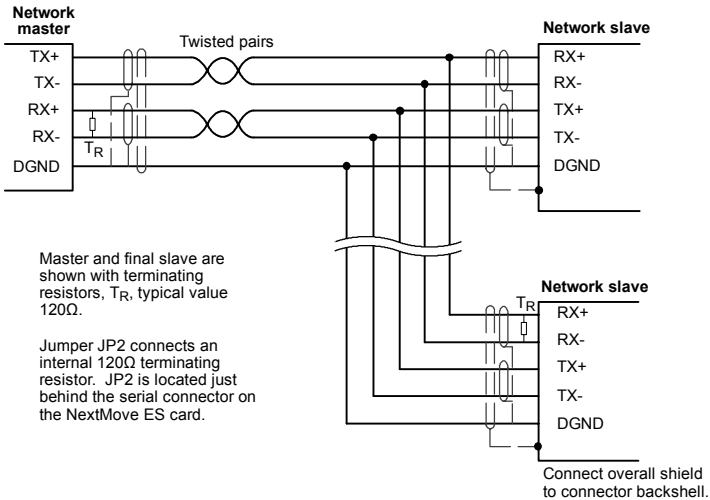 Network
master
TX+
TX-
RX+
RX-
TR
DGND
Twisted pairs
Network slave
RX+
RX-
TX+
TX-
DGND
Master and final slave are
shown with terminating
resistors, TR, typical value
120Ω.
Jumper JP2 connects an
internal 120Ω terminating
resistor. JP2 is located just
behind the serial connector on
the NextMove ES card.
Network slave
TR
RX+
RX-
TX+
TX-
DGND
Connect overall shield
to connector backshell.